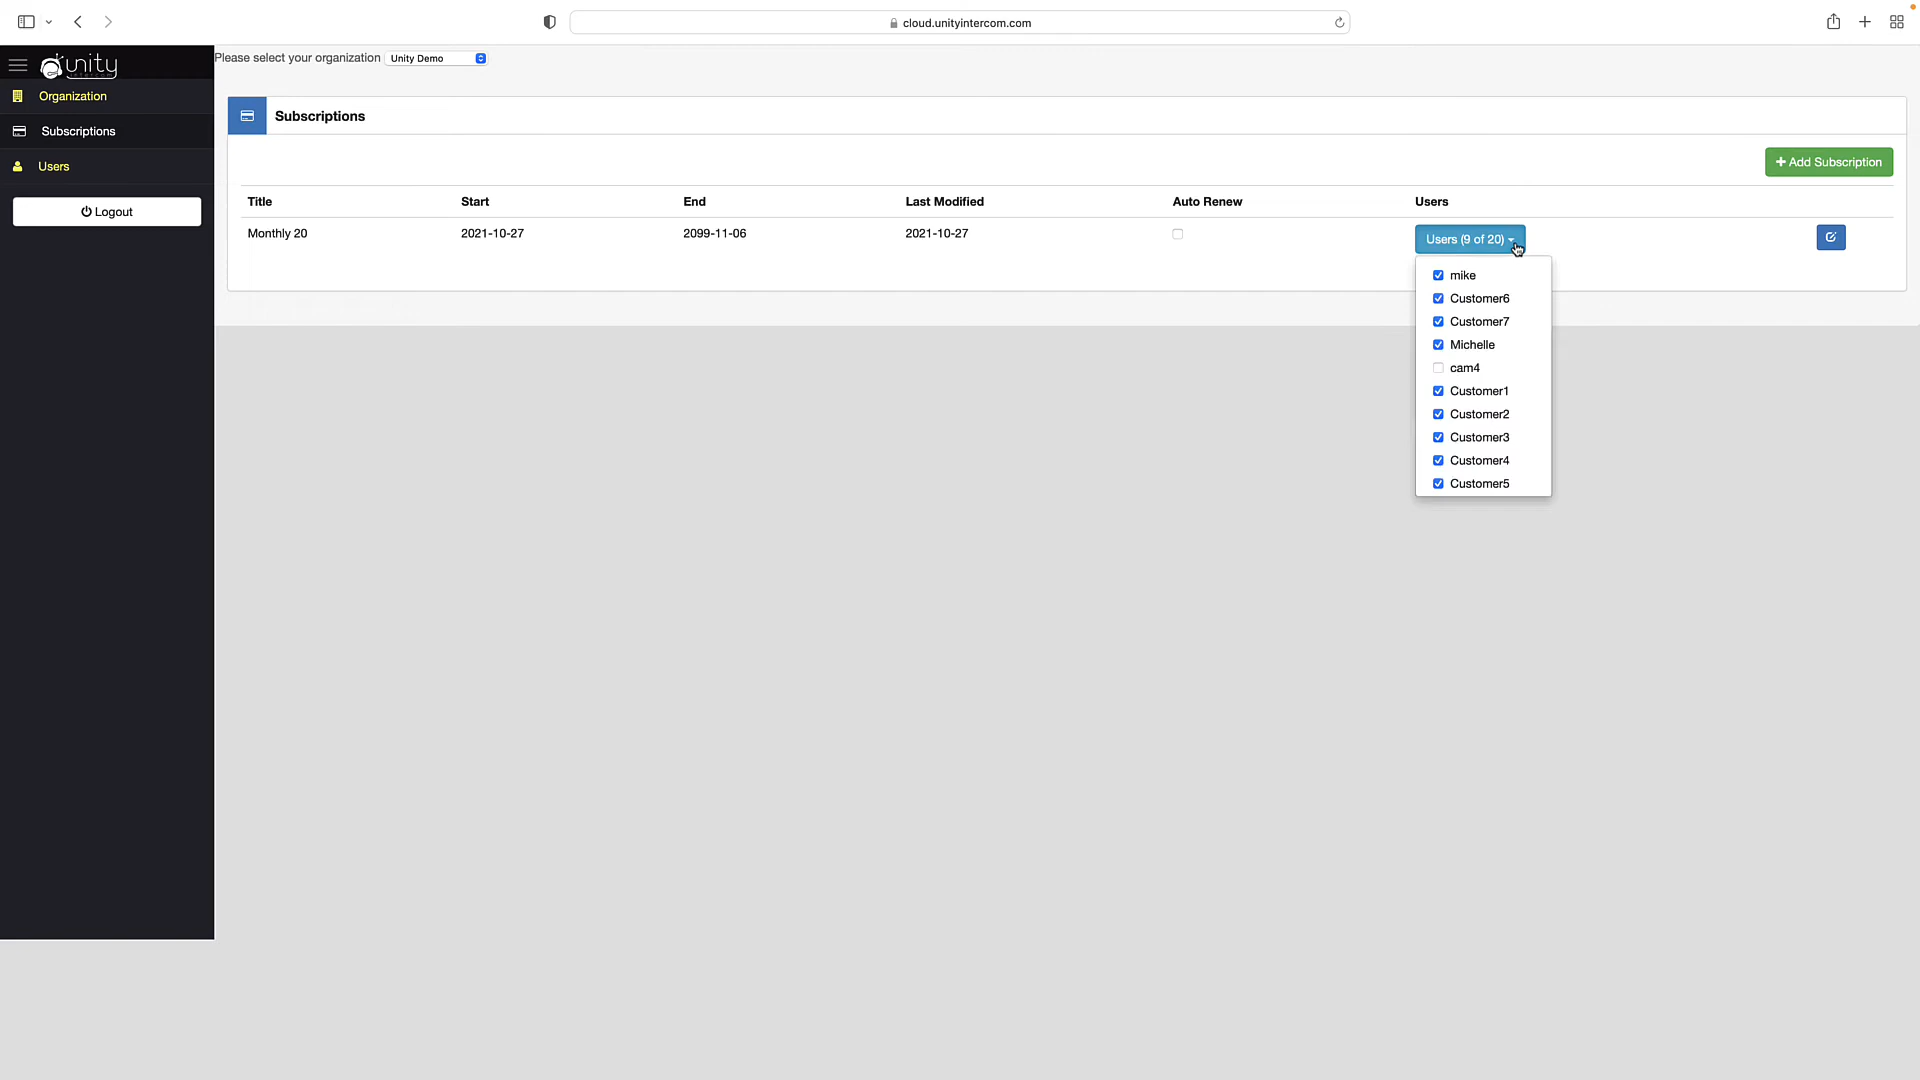 cloud.unityintercom.com
unity
intercom
Please select your organization Unity Demo
Organization
Subscriptions
Users
Logout
Subscriptions
+ Add Subscription
Title Start End Last Modified Auto Renew Users
Monthly 20 2021-10-27 2099-11-06 2021-10-27 Users (9 of 20)
mike
Customer6
Customer7
Michelle
cam4
Customer1
Customer2
Customer3
Customer4
Customer5